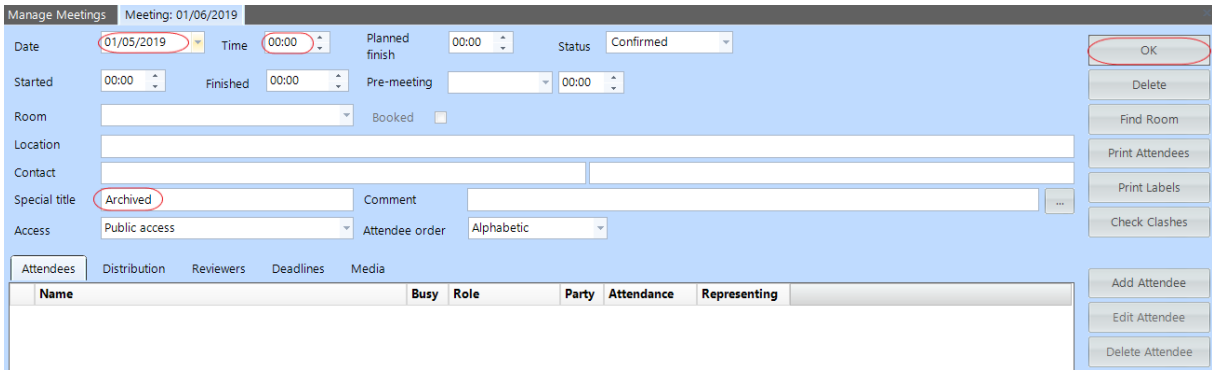 Manage Meetings Meeting: 01/06/2019
Date 01/05/2019 Time 00:00 Planned finish 00:00 Status Confirmed OK
Started 00:00 Finished 00:00 Pre-meeting 00:00 Delete
Room Booked Find Room
Location
Contact Print Attendees
Special title Archived Comment ... Print Labels
Access Public access Attendee order Alphabetic Check Clashes
Attendees Distribution Reviewers Deadlines Media
Name Busy Role Party Attendance Representing Add Attendee
Edit Attendee
Delete Attendee